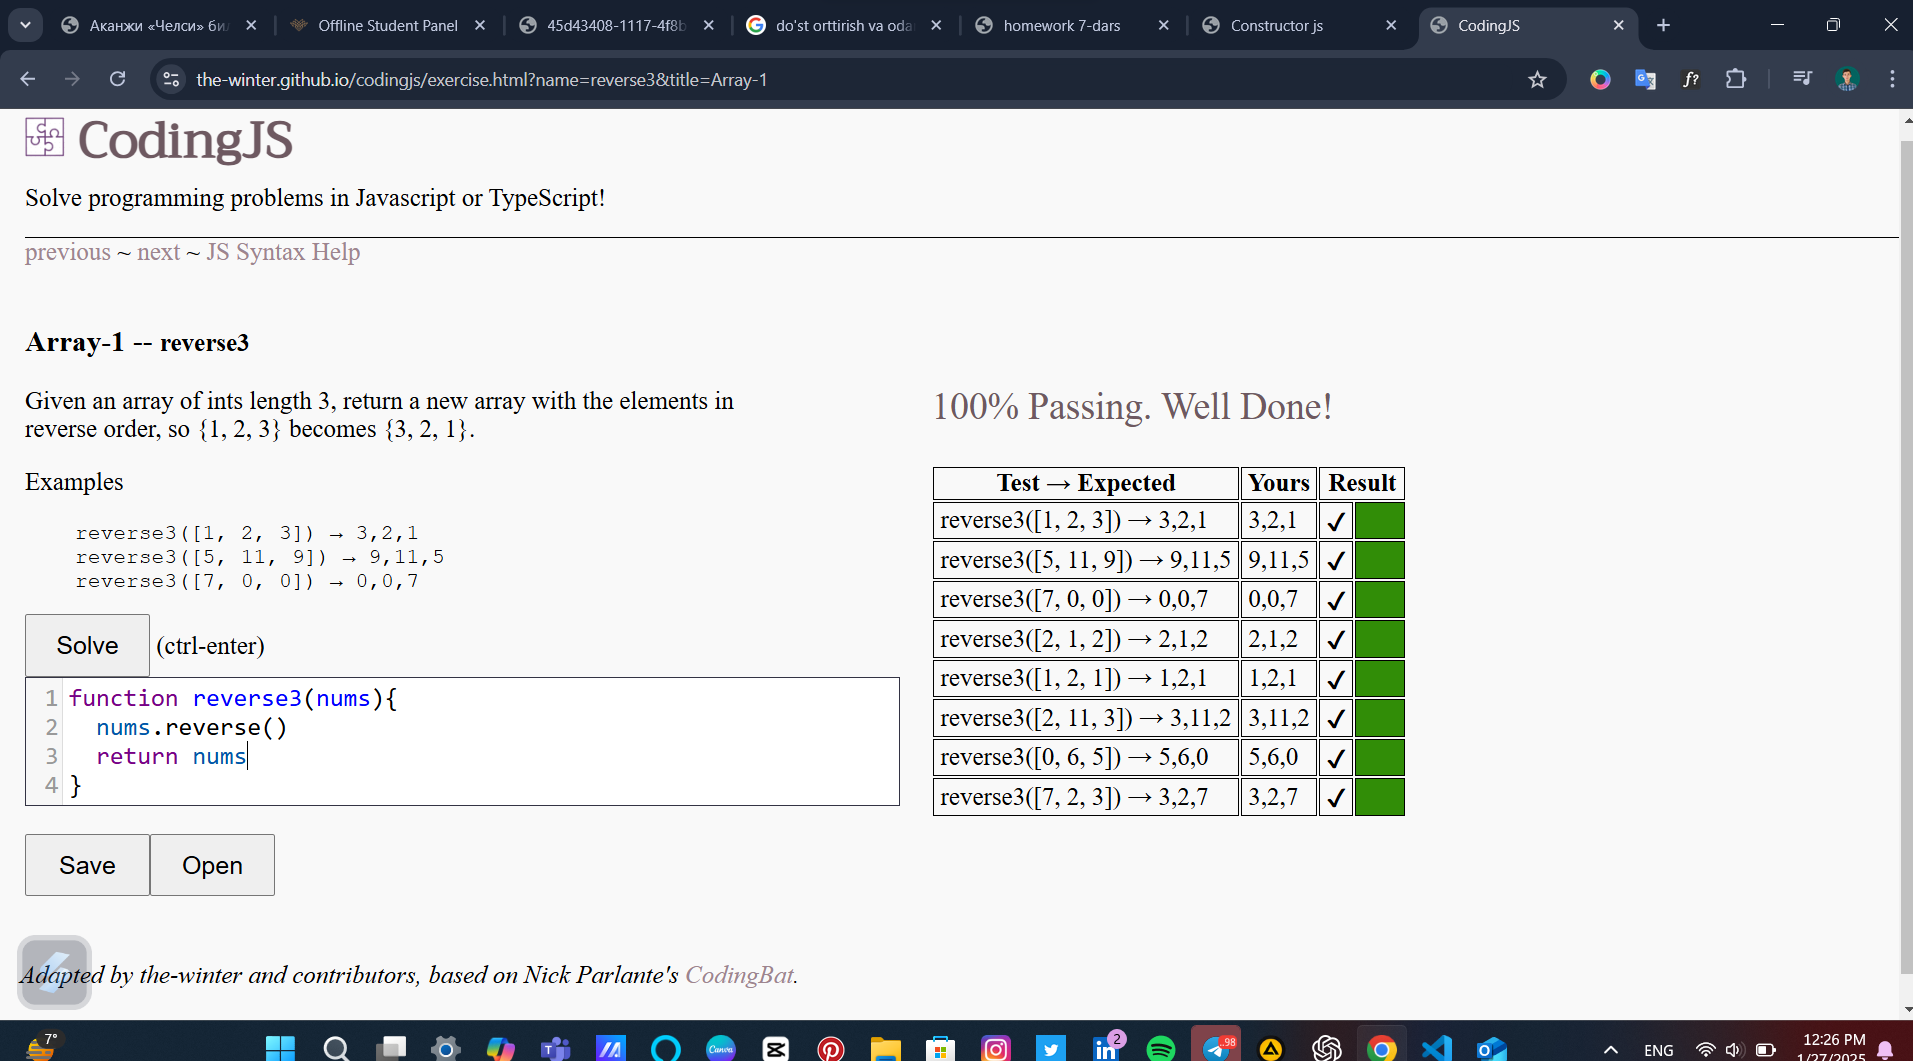 Аканжи «Челси» бил
Offline Student Panel
45d43408-1117-4f8b
do'st orttirish va odar
homework 7-dars
Constructor js
CodingJS
the-winter.github.io/codingjs/exercise.html?name=reverse3&title=Array-1
CodingJS
Solve programming problems in Javascript or TypeScript!
previous ~ next ~ JS Syntax Help
Array-1 -- reverse3
Given an array of ints length 3, return a new array with the elements in
reverse order, so {1, 2, 3} becomes {3, 2, 1}.
Examples
reverse3([1, 2, 3]) → 3,2,1
reverse3([5, 11, 9]) → 9,11,5
reverse3([7, 0, 0]) → 0,0,7
Solve (ctrl-enter)
1 function reverse3(nums){
2 nums.reverse()
3 return nums
4 }
Save Open
100% Passing. Well Done!
Test → Expected Yours Result
reverse3([1, 2, 3]) → 3,2,1 3,2,1 ✔
reverse3([5, 11, 9]) → 9,11,5 9,11,5 ✔
reverse3([7, 0, 0]) → 0,0,7 0,0,7 ✔
reverse3([2, 1, 2]) → 2,1,2 2,1,2 ✔
reverse3([1, 2, 1]) → 1,2,1 1,2,1 ✔
reverse3([2, 11, 3]) → 3,11,2 3,11,2 ✔
reverse3([0, 6, 5]) → 5,6,0 5,6,0 ✔
reverse3([7, 2, 3]) → 3,2,7 3,2,7 ✔
Adapted by the-winter and contributors, based on Nick Parlante's CodingBat.
7°
Canva
2
98
ENG
12:26 PM
1/27/2025